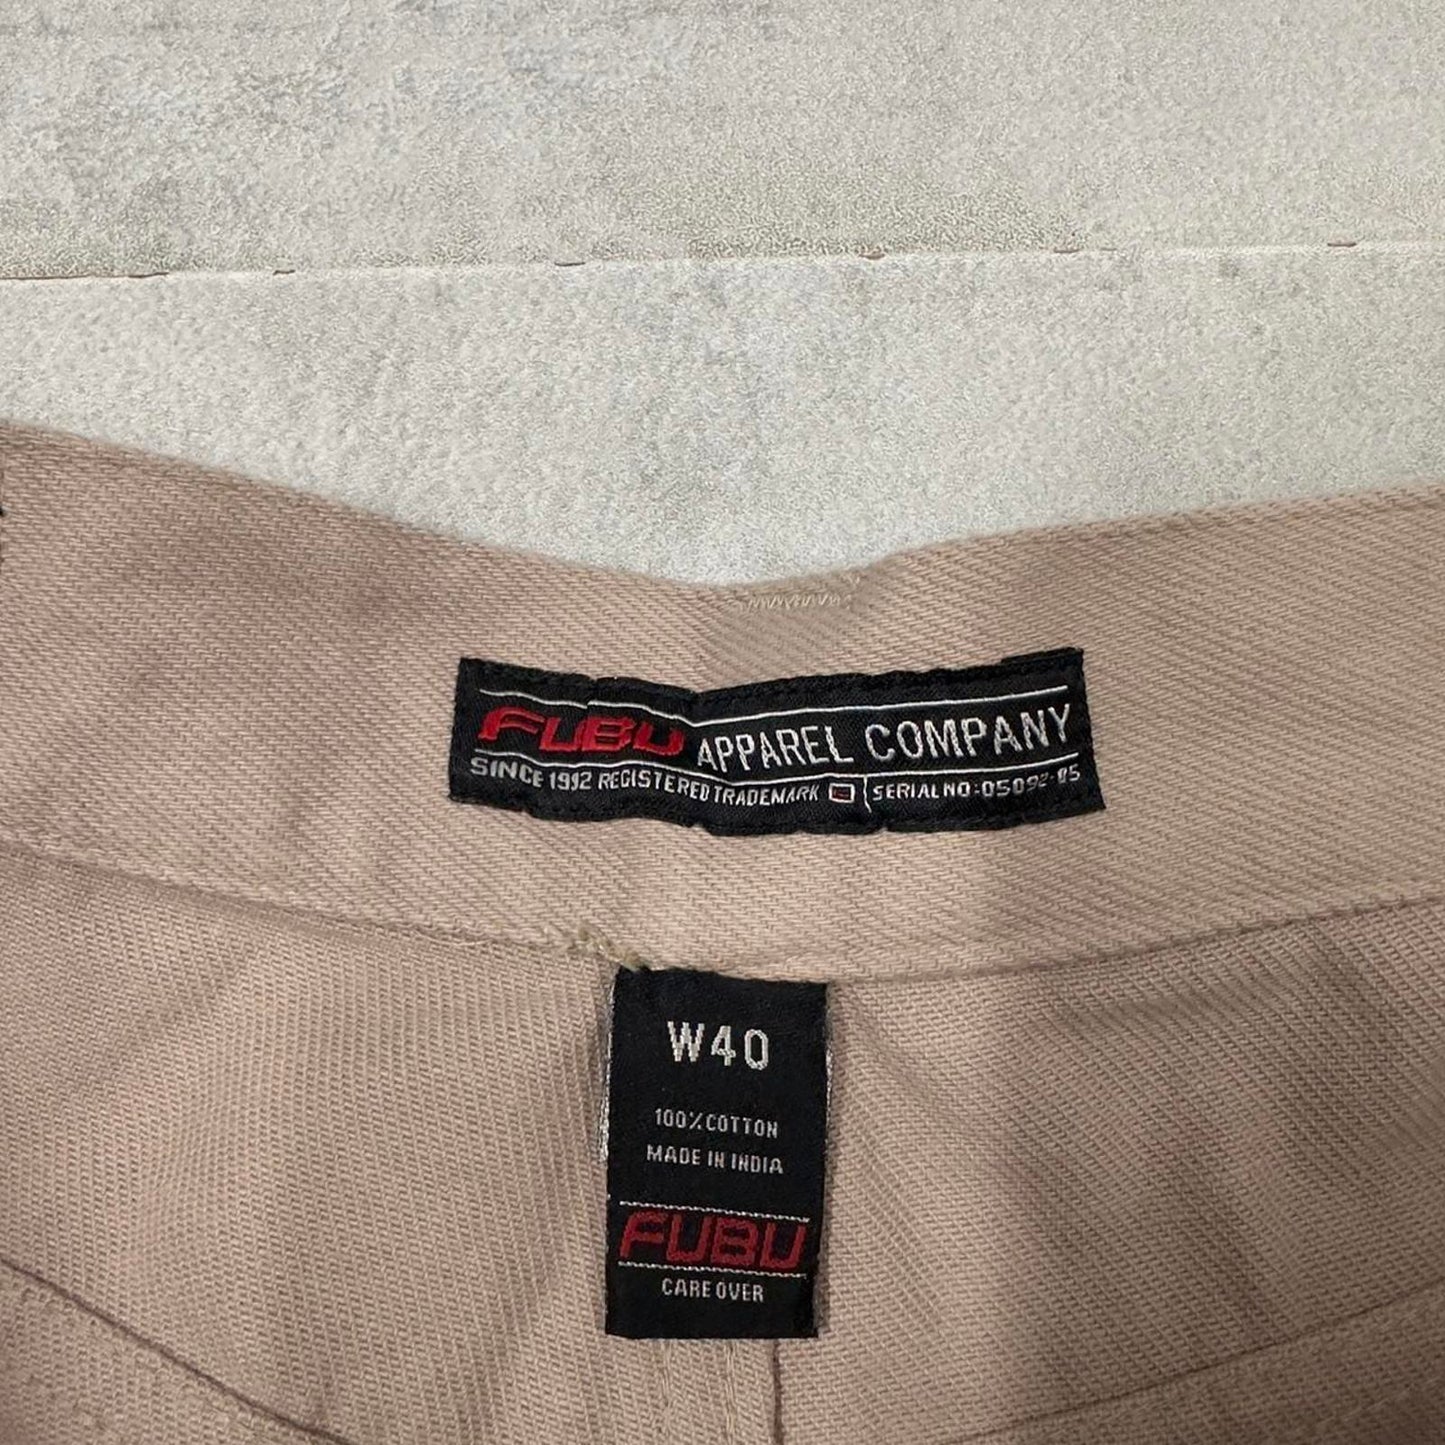 FUBU APPAREL COMPANY
SINCE 1992 REGISTERED TRADEMARK SERIAL NO:05092-05
W40
100%COTTON
MADE IN INDIA
FUBU
CARE OVER